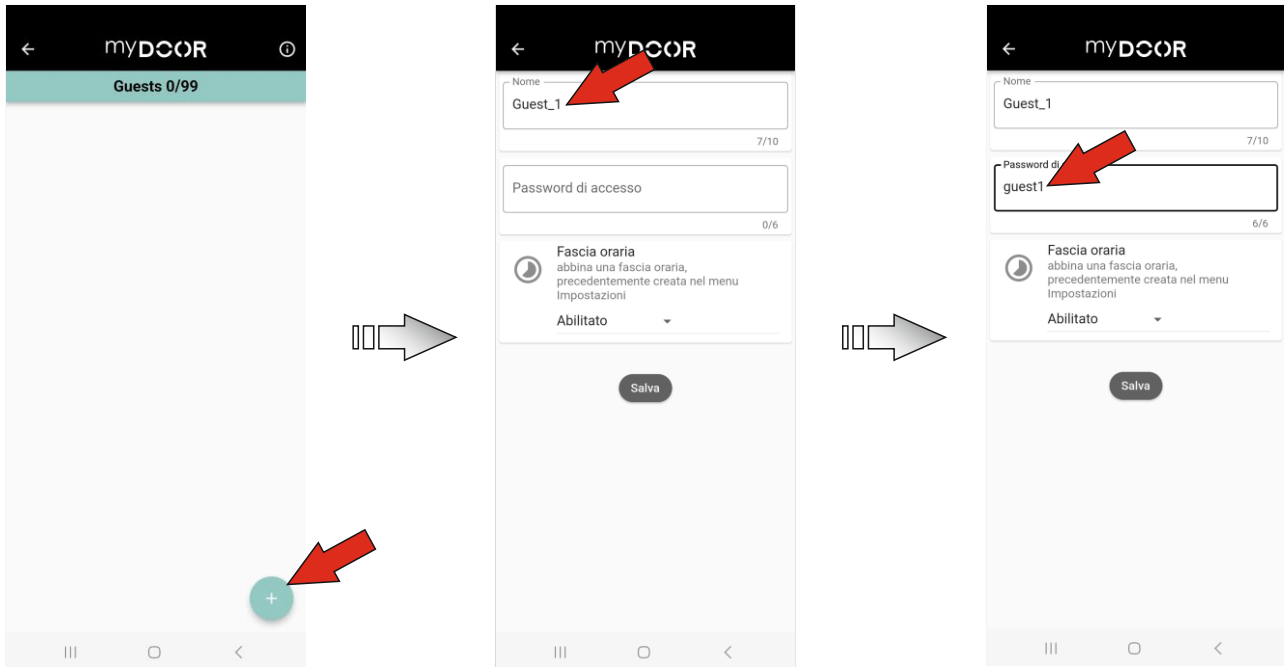 myDOOR
Guests 0/99
+
myDOOR
Nome
Guest_1
7/10
Password di accesso
0/6
Fascia oraria
abbina una fascia oraria,
precedentemente creata nel menu
Impostazioni
Abilitato
Salva
myDOOR
Nome
Guest_1
7/10
Password di
guest1
6/6
Fascia oraria
abbina una fascia oraria,
precedentemente creata nel menu
Impostazioni
Abilitato
Salva